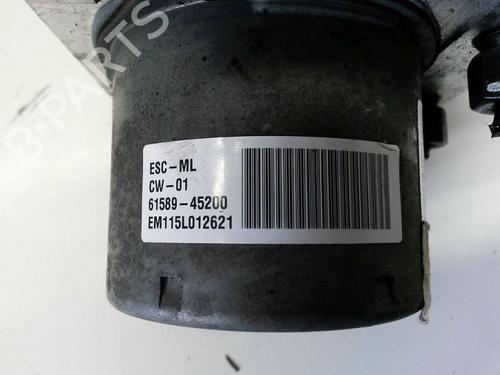 B-PARTS
ESC-ML
CW-01
61589-45200
EM115L012621